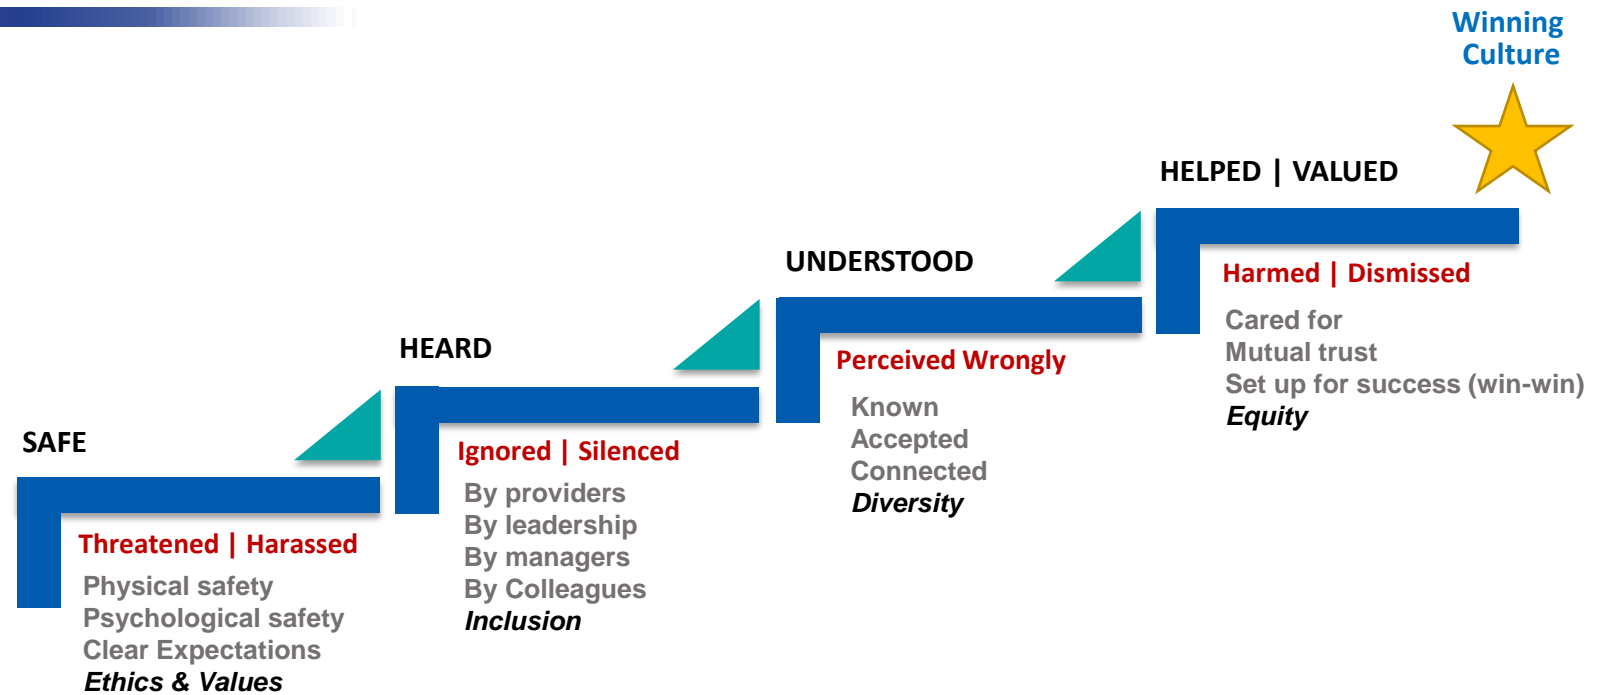 Winning
Culture
HELPED | VALUED
Harmed | Dismissed
Cared for
Mutual trust
Set up for success (win-win)
Equity
UNDERSTOOD
Perceived Wrongly
Known
Accepted
Connected
Diversity
HEARD
Ignored | Silenced
By providers
By leadership
By managers
By Colleagues
Inclusion
SAFE
Threatened | Harassed
Physical safety
Psychological safety
Clear Expectations
Ethics & Values